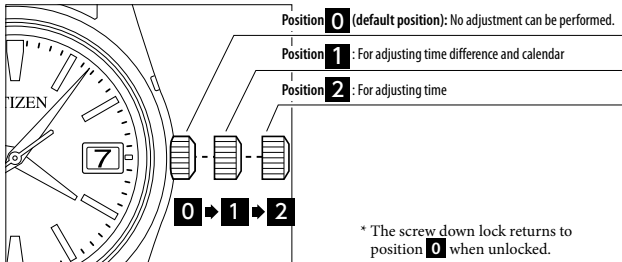 Position 0 (default position): No adjustment can be performed.
Position 1 : For adjusting time difference and calendar
Position 2 : For adjusting time
TIZEN
7
0 ➡ 1 ➡ 2
* The screw down lock returns to
position 0 when unlocked.